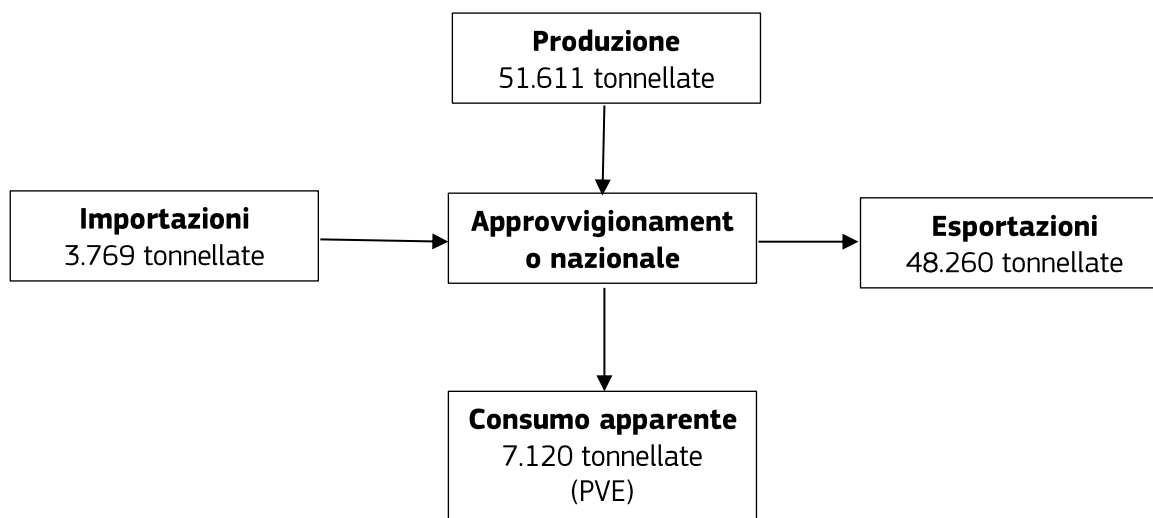 Produzione
51.611 tonnellate
Importazioni
3.769 tonnellate
Approvvigionament
o nazionale
Esportazioni
48.260 tonnellate
Consumo apparente
7.120 tonnellate
(PVE)